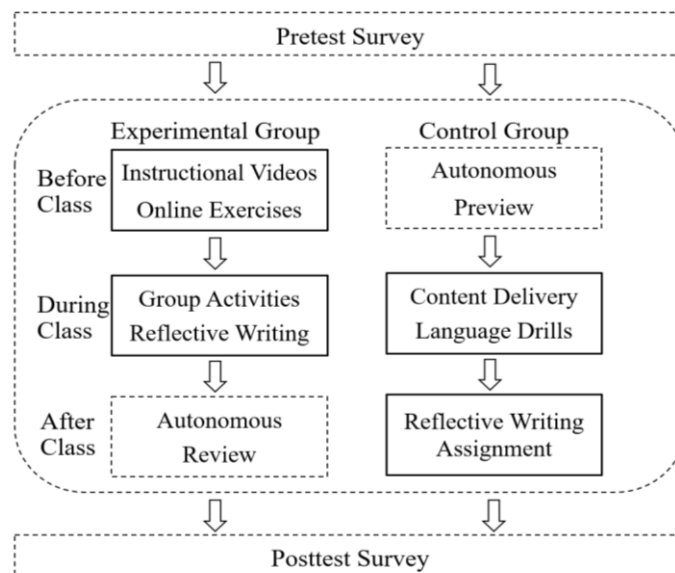 Pretest Survey
Experimental Group
Control Group
Before
Class
Instructional Videos
Online Exercises
Autonomous
Preview
During
Class
Group Activities
Reflective Writing
Content Delivery
Language Drills
After
Class
Autonomous
Review
Reflective Writing
Assignment
Posttest Survey